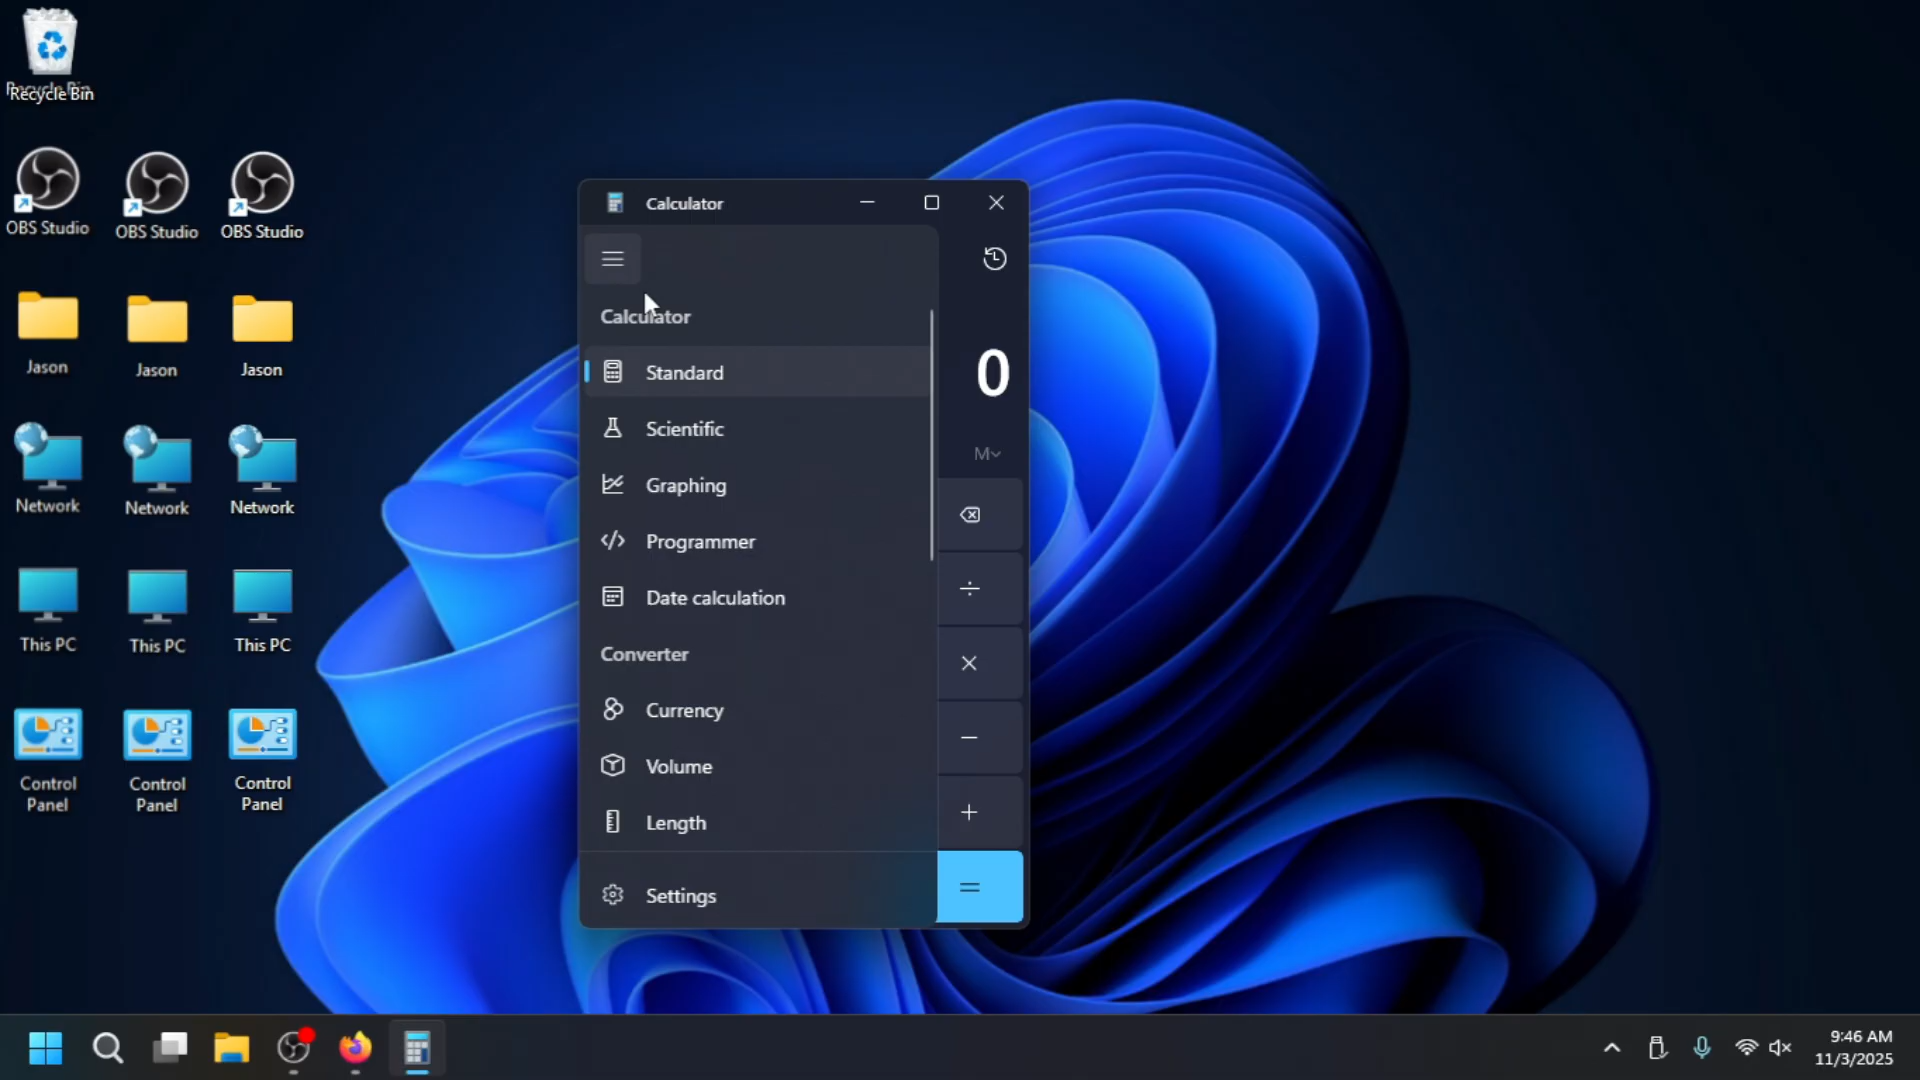 Recycle Bin
OBS Studio
OBS Studio
OBS Studio
Jason
Jason
Jason
Network
Network
Network
This PC
This PC
This PC
Control
Panel
Control
Panel
Control
Panel
Calculator
Calculator
Standard
0
Scientific
M
Graphing
Programmer
Date calculation
Converter
Currency
Volume
Length
Settings
9:46 AM
11/3/2025